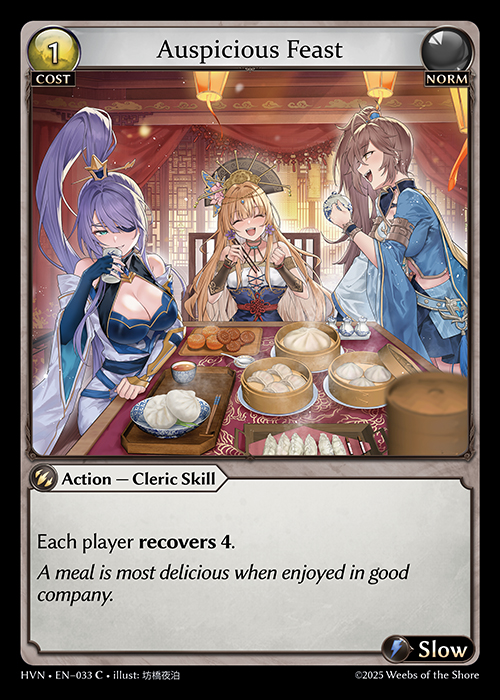 1
Auspicious Feast
COST
NORM
Action — Cleric Skill
Each player recovers 4.
A meal is most delicious when enjoyed in good
company.
Slow
HVN • EN–033 C • illust: 坊橋夜泊
©2025 Weebs of the Shore